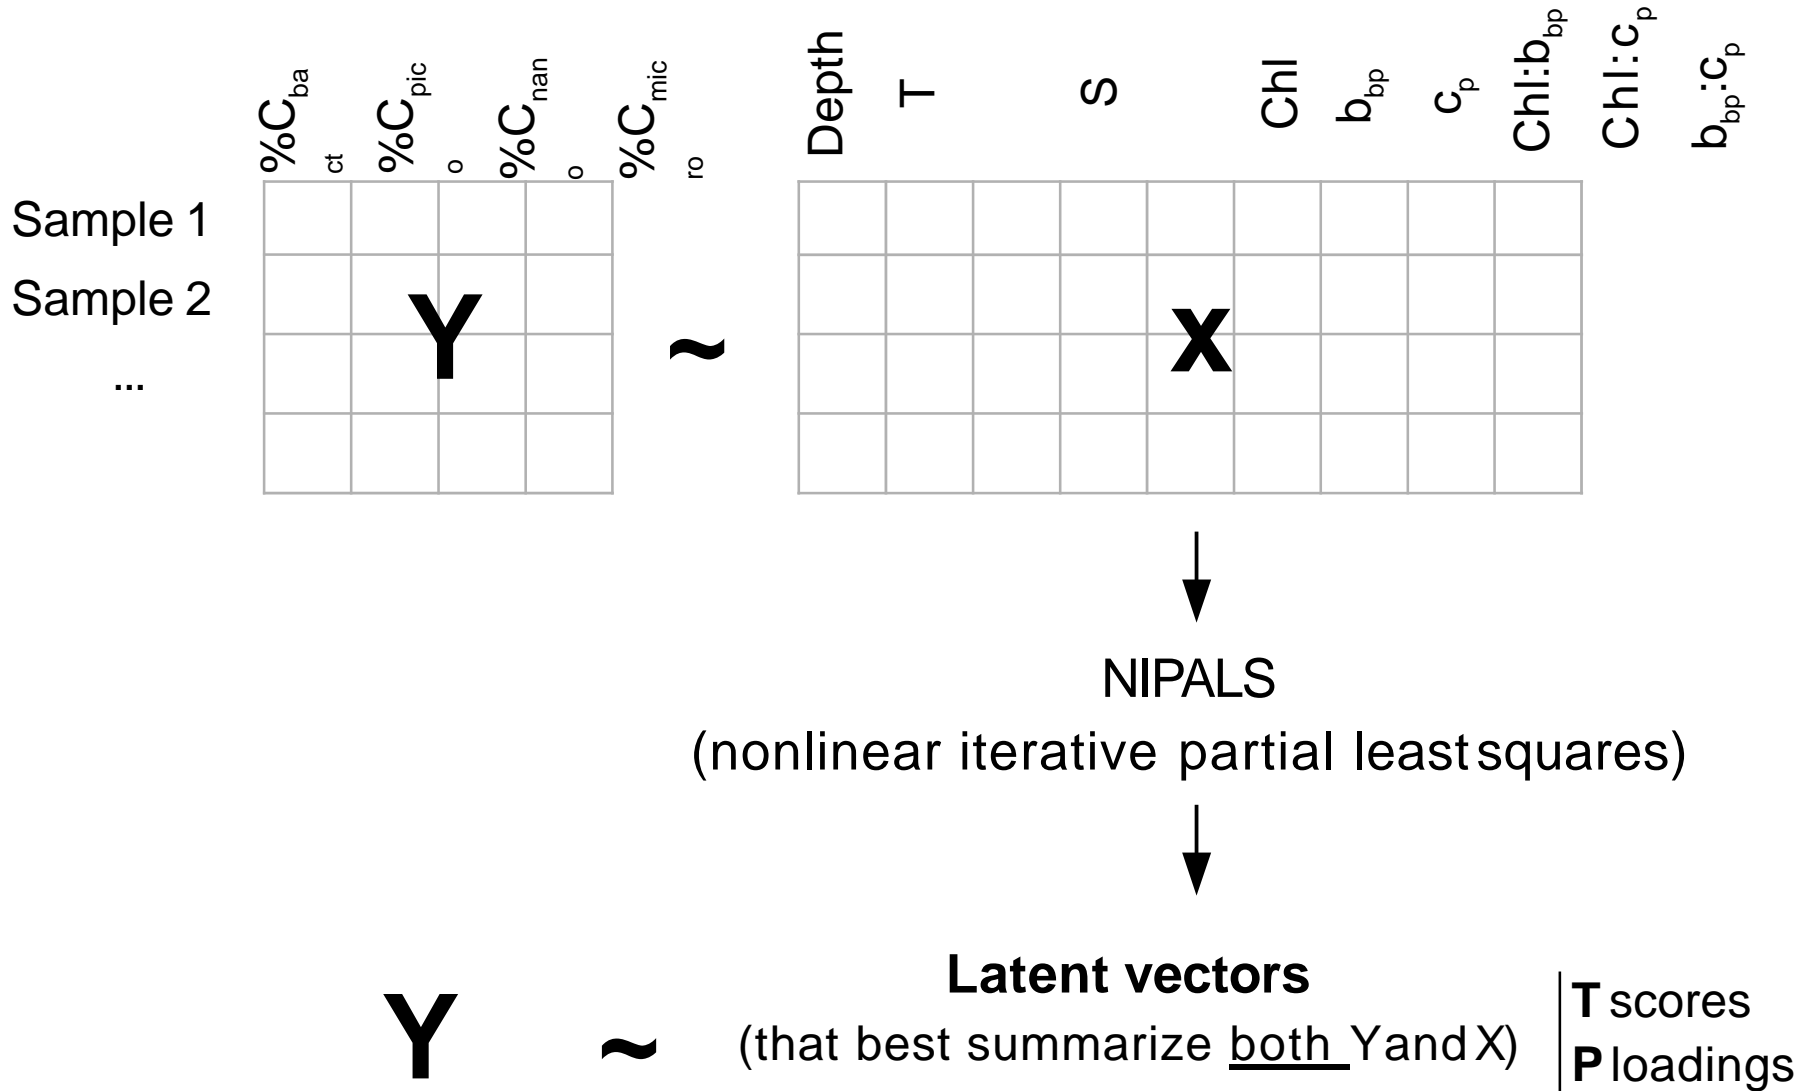 %Cbact %Cpico %Cnano %Cmicro Depth T S Chl bbp cp Chl:bbp Chl:cp bbp:cp
Sample 1
Sample 2
...
Y ~ X
NIPALS
(nonlinear iterative partial least squares)
Latent vectors
Y ~ (that best summarize both Y and X)
T scores
P loadings